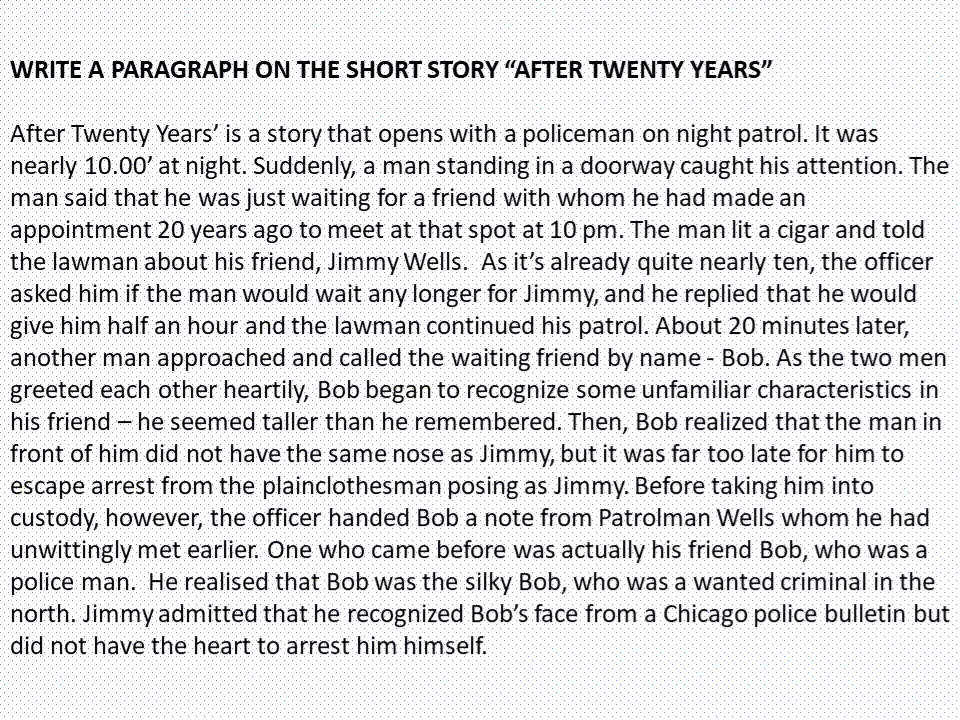 WRITE A PARAGRAPH ON THE SHORT STORY “AFTER TWENTY YEARS”
After Twenty Years’ is a story that opens with a policeman on night patrol. It was
nearly 10.00’ at night. Suddenly, a man standing in a doorway caught his attention. The
man said that he was just waiting for a friend with whom he had made an
appointment 20 years ago to meet at that spot at 10 pm. The man lit a cigar and told
the lawman about his friend, Jimmy Wells.  As it’s already quite nearly ten, the officer
asked him if the man would wait any longer for Jimmy, and he replied that he would
give him half an hour and the lawman continued his patrol. About 20 minutes later,
another man approached and called the waiting friend by name - Bob. As the two men
greeted each other heartily, Bob began to recognize some unfamiliar characteristics in
his friend – he seemed taller than he remembered. Then, Bob realized that the man in
front of him did not have the same nose as Jimmy, but it was far too late for him to
escape arrest from the plainclothesman posing as Jimmy. Before taking him into
custody, however, the officer handed Bob a note from Patrolman Wells whom he had
unwittingly met earlier. One who came before was actually his friend Bob, who was a
police man.  He realised that Bob was the silky Bob, who was a wanted criminal in the
north. Jimmy admitted that he recognized Bob’s face from a Chicago police bulletin but
did not have the heart to arrest him himself.